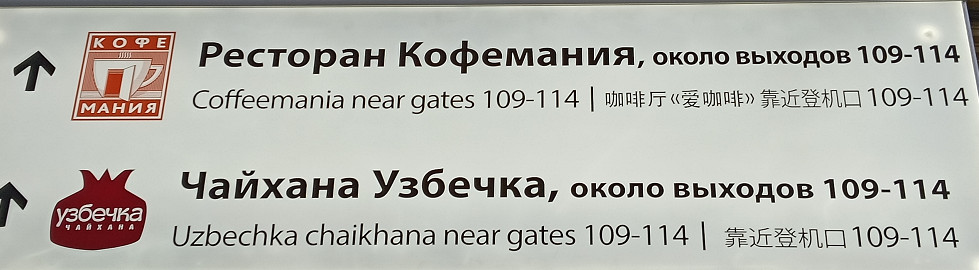 КОФЕ
МАНИЯ
Ресторан Кофемания, около выходов 109-114
Coffeemania near gates 109-114 | 咖啡厅《爱咖啡》靠近登机口109-114
узбечка
ЧАЙХАНА
Чайхана Узбечка, около выходов 109-114
Uzbechka chaikhana near gates 109-114 | 靠近登机口109-114